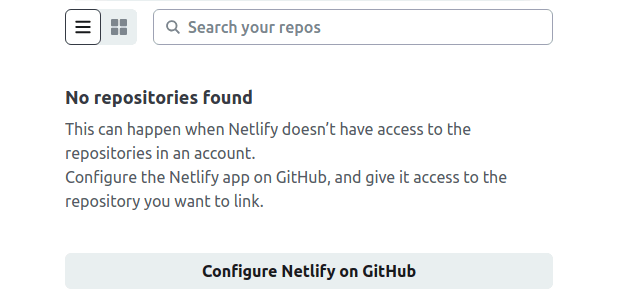 Search your repos
No repositories found
This can happen when Netlify doesn’t have access to the
repositories in an account.
Configure the Netlify app on GitHub, and give it access to the
repository you want to link.
Configure Netlify on GitHub